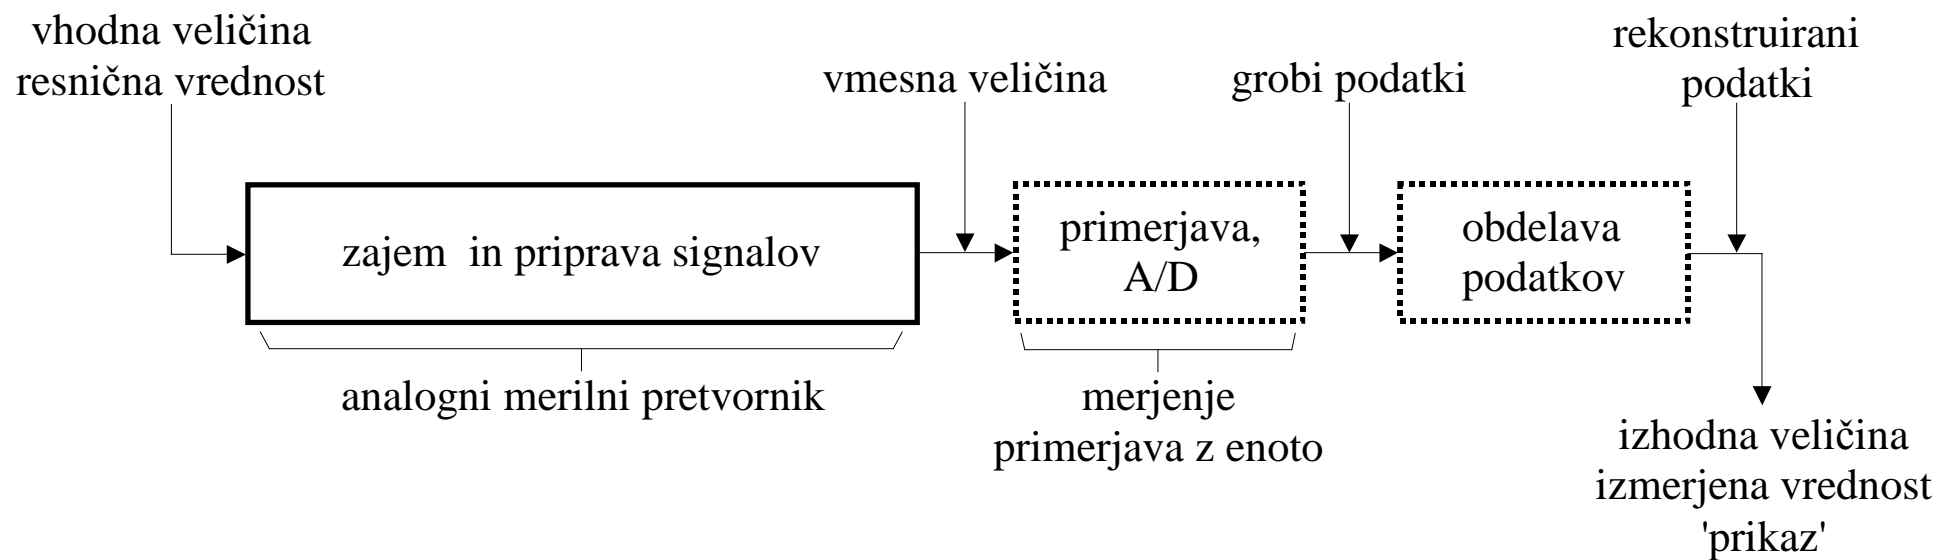 vhodna veličina
resnična vrednost
vmesna veličina
grobi podatki
rekonstruirani
podatki
zajem in priprava signalov
primerjava,
A/D
obdelava
podatkov
analogni merilni pretvornik
merjenje
primerjava z enoto
izhodna veličina
izmerjena vrednost
'prikaz'